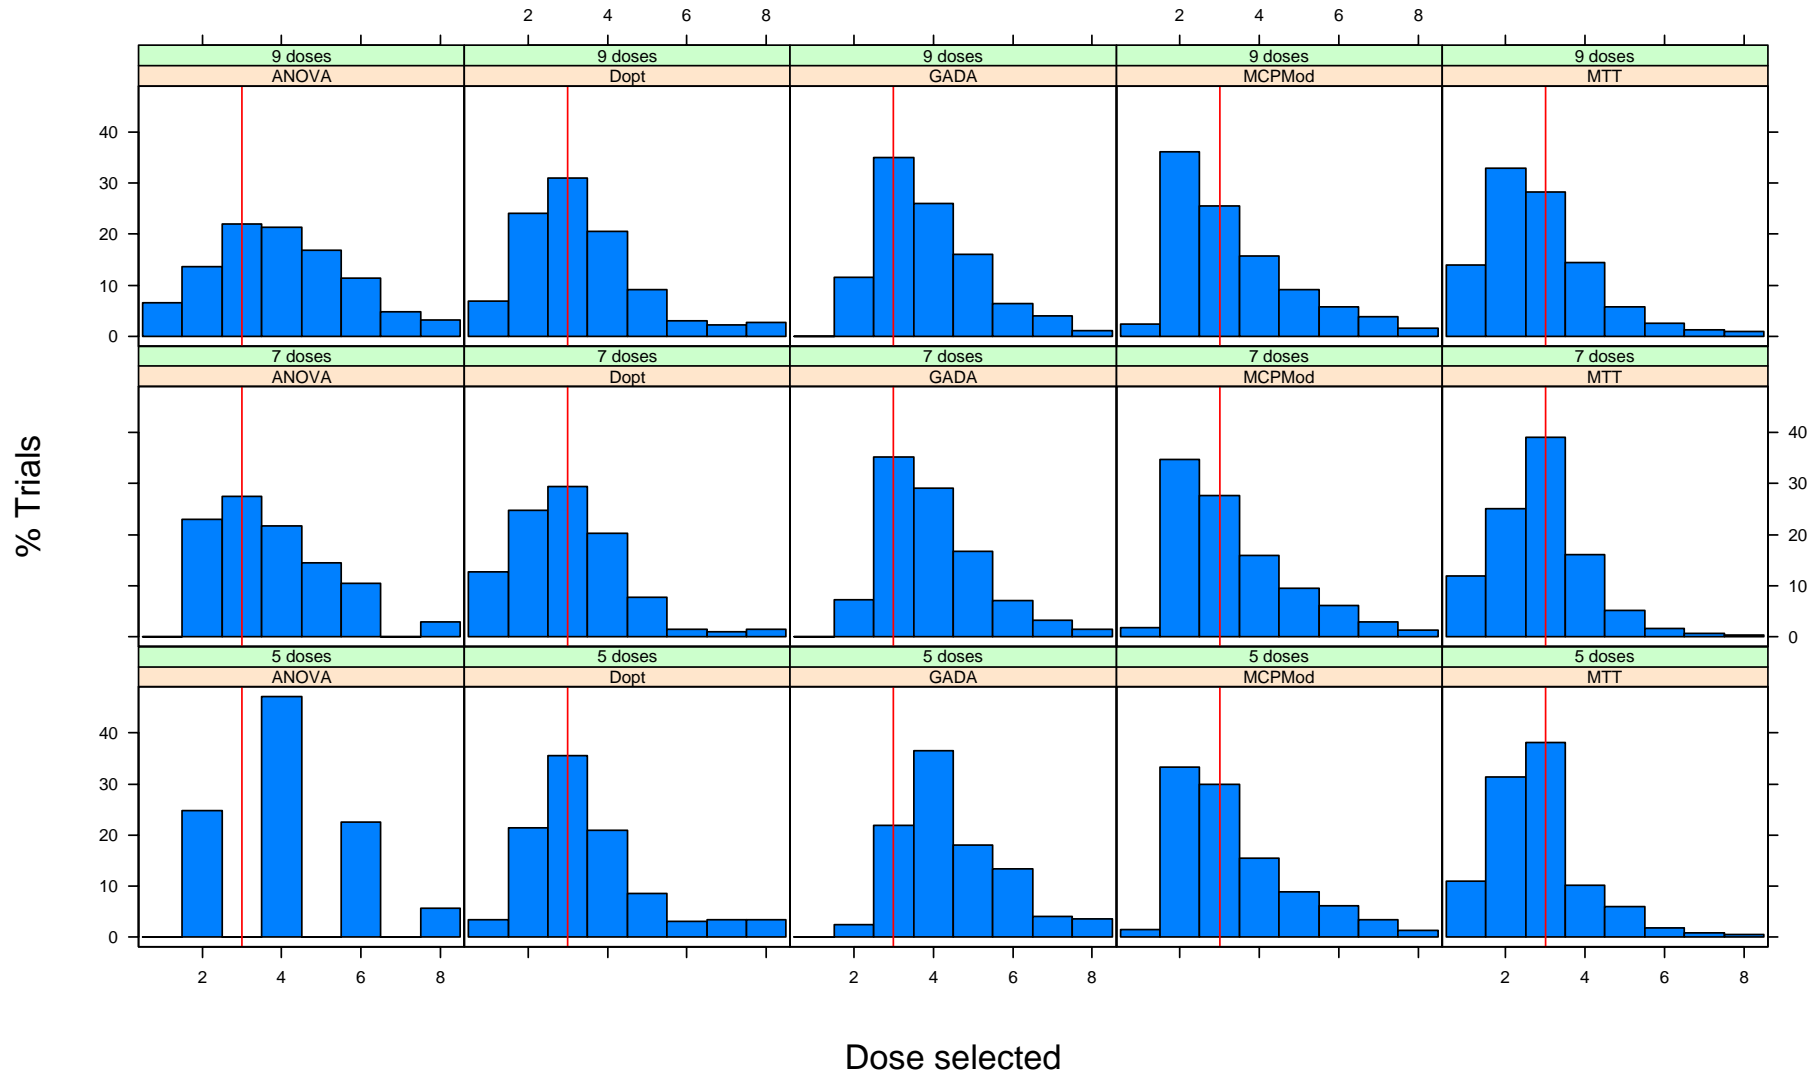 2 4 6 8 2 4 6 8
9 doses 9 doses 9 doses 9 doses 9 doses
ANOVA Dopt GADA MCPMod MTT
40
30
20
10
0
7 doses 7 doses 7 doses 7 doses 7 doses
ANOVA Dopt GADA MCPMod MTT
40
30
20
10
0
% Trials
5 doses 5 doses 5 doses 5 doses 5 doses
ANOVA Dopt GADA MCPMod MTT
40
30
20
10
0
2 4 6 8 2 4 6 8 2 4 6 8
Dose selected